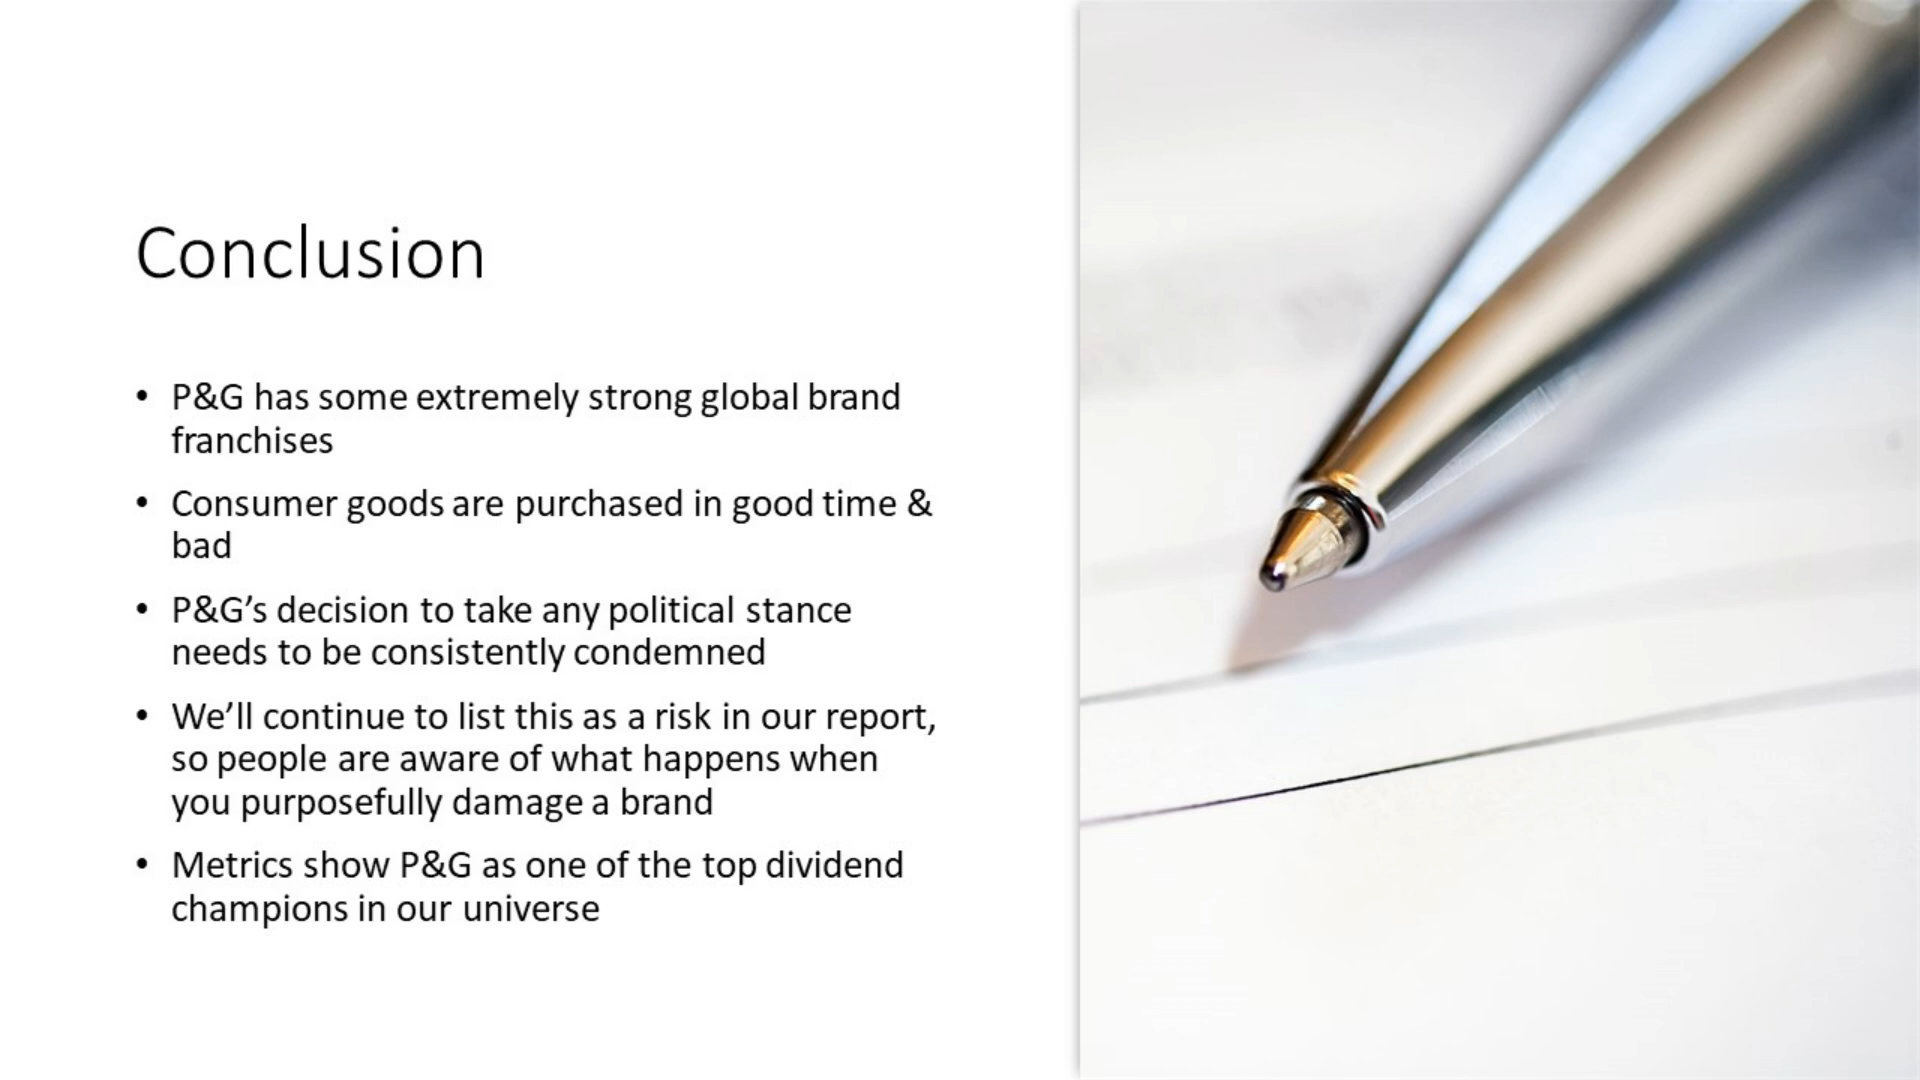 Conclusion
• P&G has some extremely strong global brand
franchises
• Consumer goods are purchased in good time &
bad
• P&G’s decision to take any political stance
needs to be consistently condemned
• We’ll continue to list this as a risk in our report,
so people are aware of what happens when
you purposefully damage a brand
• Metrics show P&G as one of the top dividend
champions in our universe